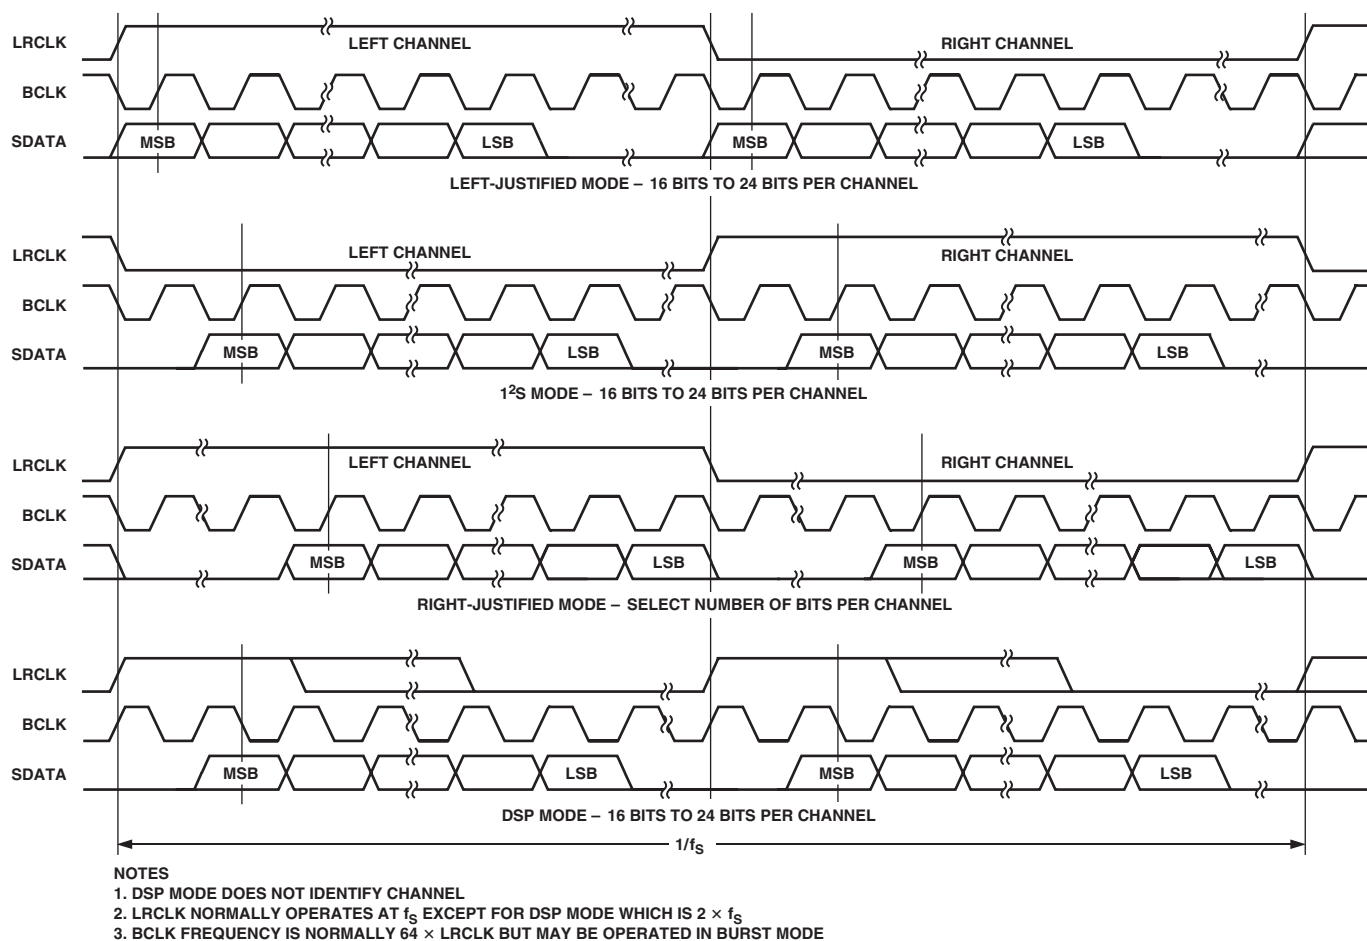 LRCLK LEFT CHANNEL RIGHT CHANNEL
BCLK
SDATA MSB LSB MSB LSB
LEFT-JUSTIFIED MODE – 16 BITS TO 24 BITS PER CHANNEL
LRCLK LEFT CHANNEL RIGHT CHANNEL
BCLK
SDATA MSB LSB MSB LSB
1²S MODE – 16 BITS TO 24 BITS PER CHANNEL
LRCLK LEFT CHANNEL RIGHT CHANNEL
BCLK
SDATA MSB LSB MSB LSB
RIGHT-JUSTIFIED MODE – SELECT NUMBER OF BITS PER CHANNEL
LRCLK
BCLK
SDATA MSB LSB MSB LSB
DSP MODE – 16 BITS TO 24 BITS PER CHANNEL
1/fS
NOTES
1. DSP MODE DOES NOT IDENTIFY CHANNEL
2. LRCLK NORMALLY OPERATES AT fS EXCEPT FOR DSP MODE WHICH IS 2 × fS
3. BCLK FREQUENCY IS NORMALLY 64 × LRCLK BUT MAY BE OPERATED IN BURST MODE